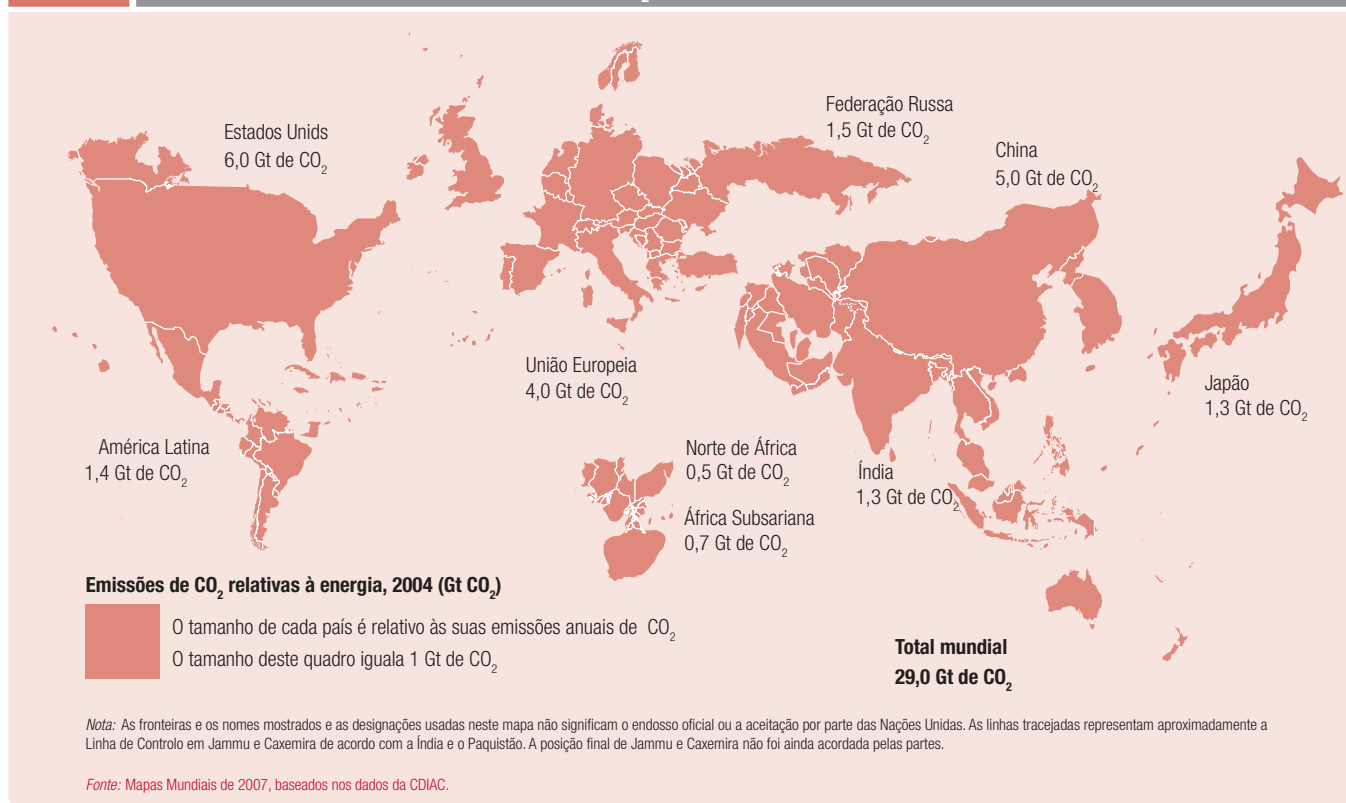 Estados Unids
6,0 Gt de CO2
Federação Russa
1,5 Gt de CO2
China
5,0 Gt de CO2
União Europeia
4,0 Gt de CO2
Japão
1,3 Gt de CO2
América Latina
1,4 Gt de CO2
Norte de África
0,5 Gt de CO2
Índia
1,3 Gt de CO2
África Subsariana
0,7 Gt de CO2
Emissões de CO2 relativas à energia, 2004 (Gt CO2)
O tamanho de cada país é relativo às suas emissões anuais de CO2
O tamanho deste quadro iguala 1 Gt de CO2
Total mundial
29,0 Gt de CO2
Nota: As fronteiras e os nomes mostrados e as designações usadas neste mapa não significam o endosso oficial ou a aceitação por parte das Nações Unidas. As linhas tracejadas representam aproximadamente a
Linha de Controlo em Jammu e Caxemira de acordo com a Índia e o Paquistão. A posição final de Jammu e Caxemira não foi ainda acordada pelas partes.
Fonte: Mapas Mundiais de 2007, baseados nos dados da CDIAC.